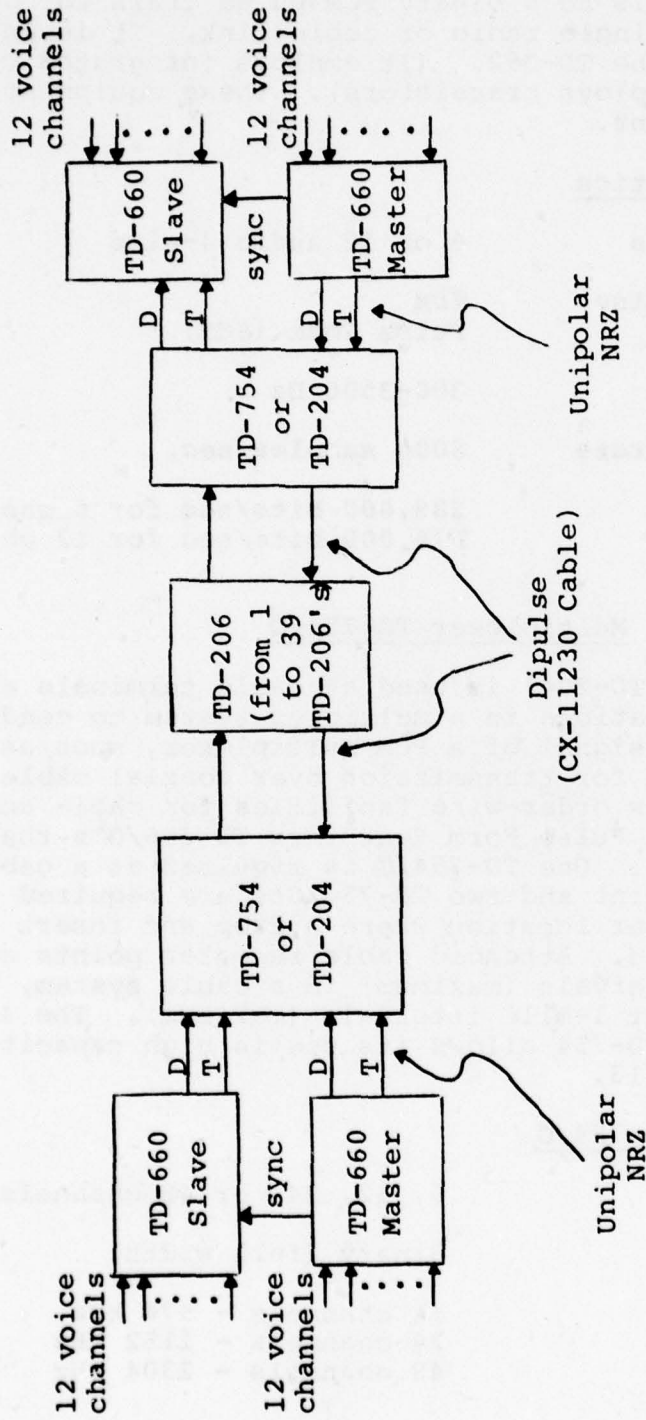 12 voice
channels
TD-660
Slave
sync
12 voice
channels
TD-660
Master
D
T
D
T
Unipolar
NRZ
TD-754
or
TD-204
TD-206
(from 1
to 39
TD206's)
Dipulse
(CX-11230 Cable)
TD-754
or
TD-204
D
T
D
T
Unipolar
NRZ
TD-660
Slave
sync
TD-660
Master
12 voice
channels
12 voice
channels